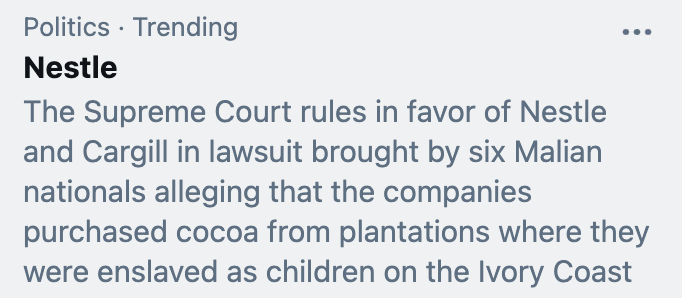 Politics · Trending
Nestle
The Supreme Court rules in favor of Nestle
and Cargill in lawsuit brought by six Malian
nationals alleging that the companies
purchased cocoa from plantations where they
were enslaved as children on the Ivory Coast